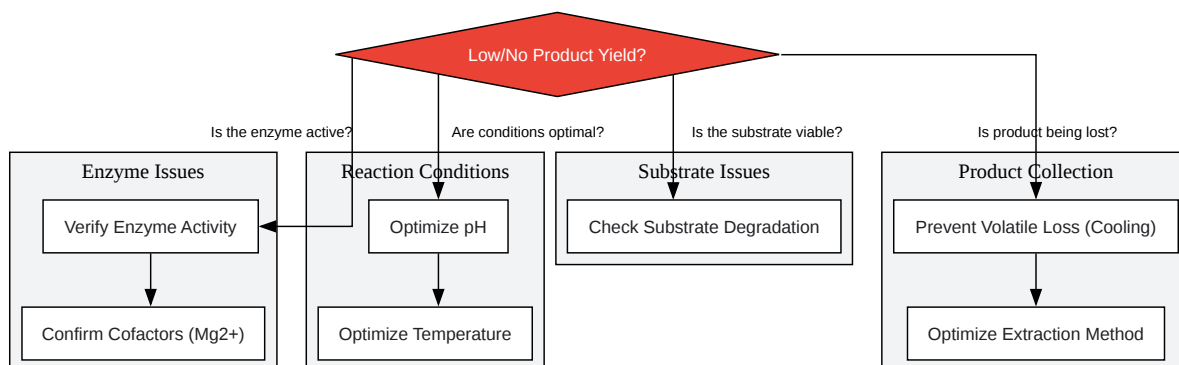 Low/No Product Yield?
Is the enzyme active?
Are conditions optimal?
Is the substrate viable?
Is product being lost?
Enzyme Issues
Reaction Conditions
Substrate Issues
Product Collection
Verify Enzyme Activity
Optimize pH
Check Substrate Degradation
Prevent Volatile Loss (Cooling)
Confirm Cofactors (Mg2+)
Optimize Temperature
Optimize Extraction Method